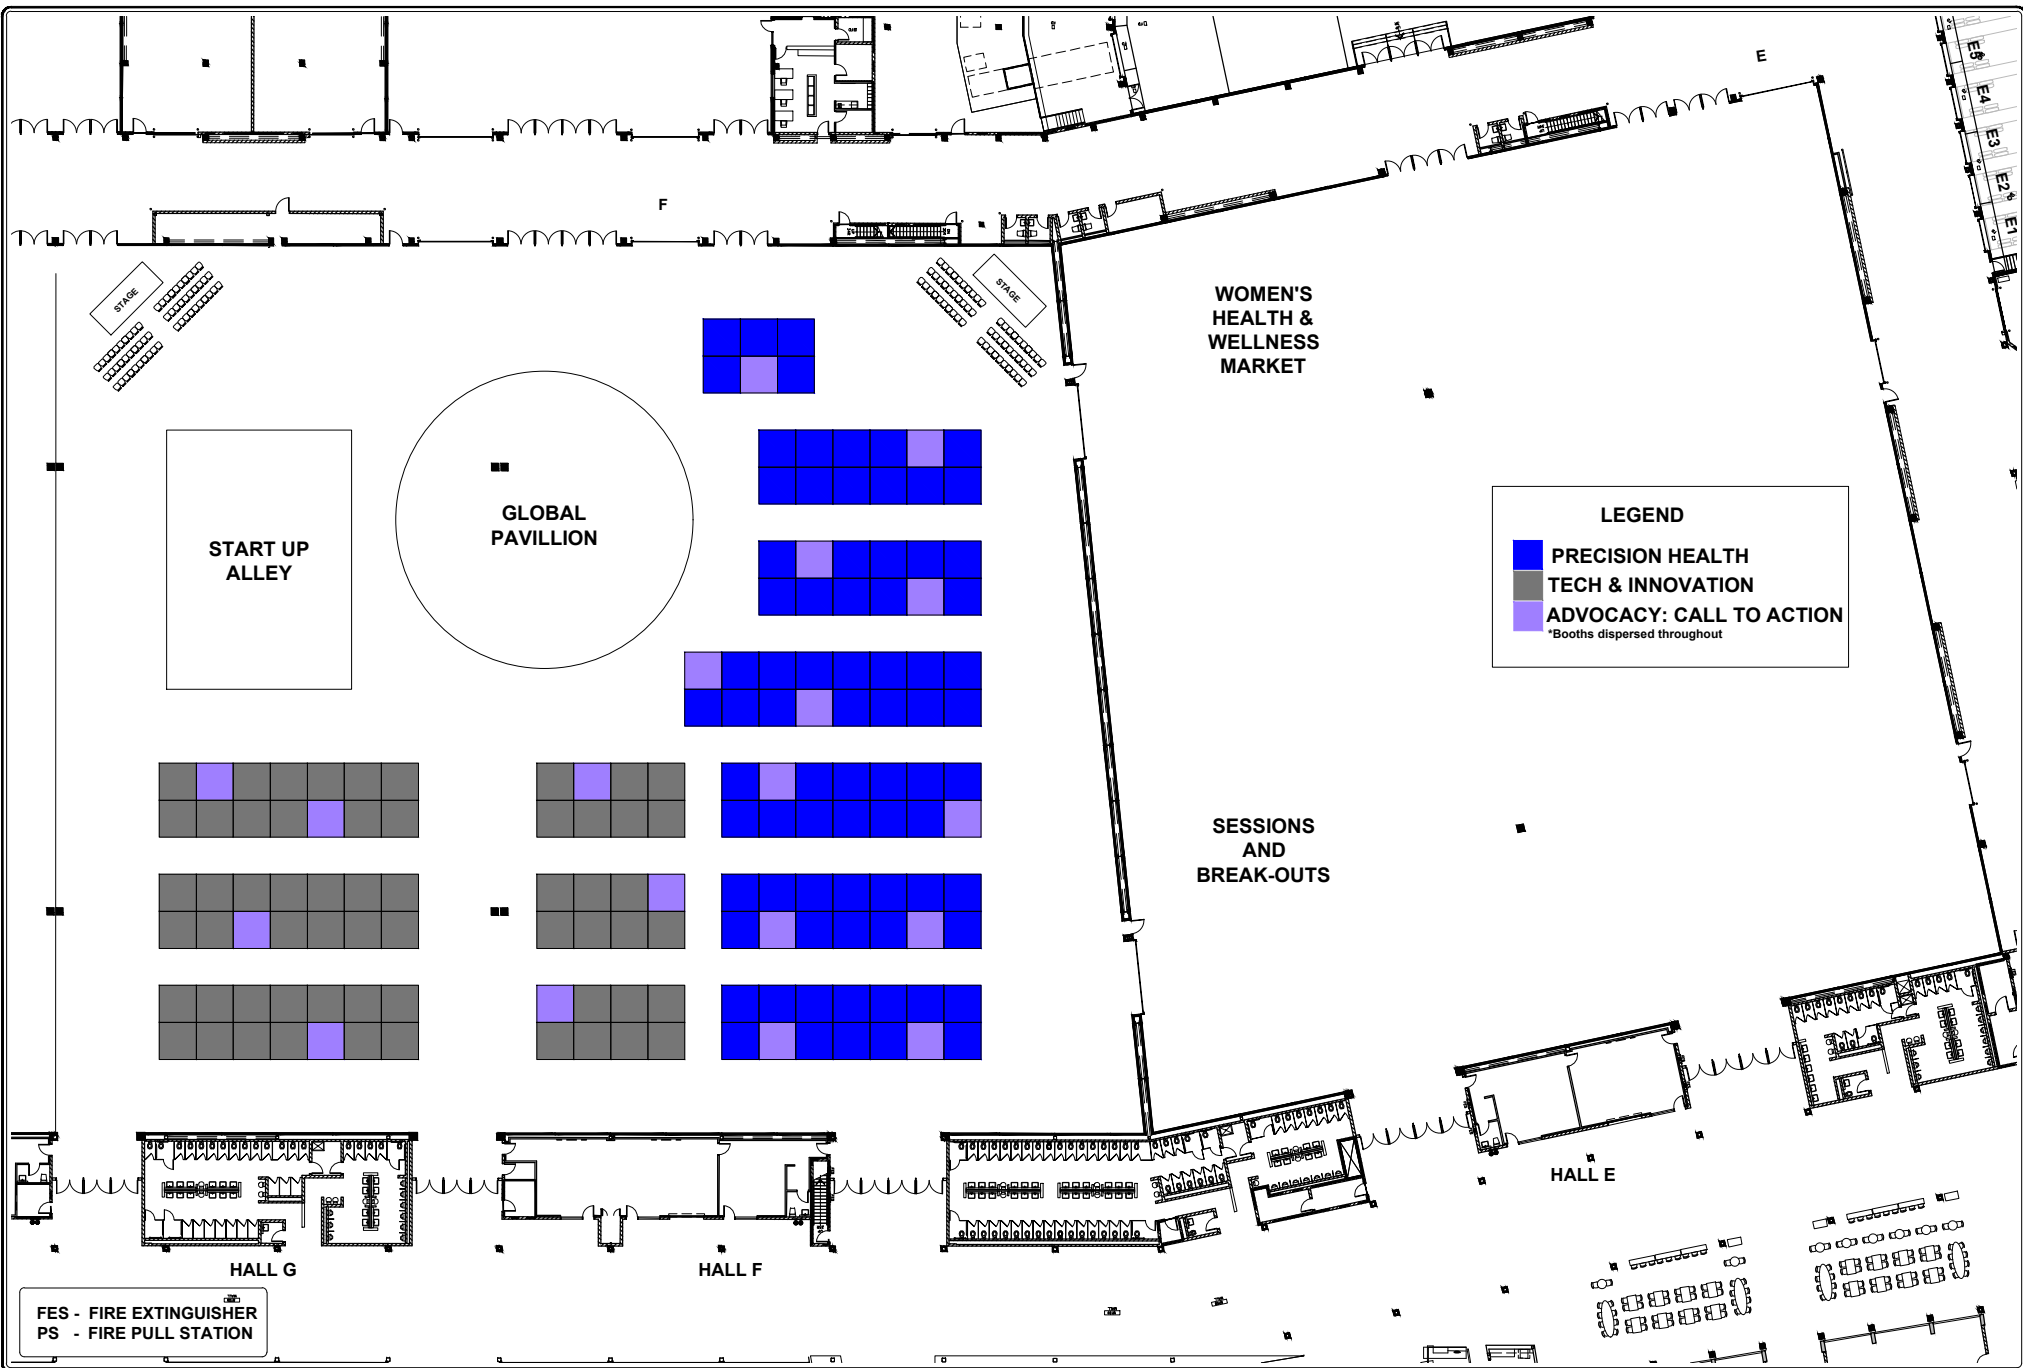 E
E5
E4
E3
E2
E1
F
STAGE
STAGE
WOMEN'S
HEALTH &
WELLNESS
MARKET
START UP
ALLEY
GLOBAL
PAVILLION
LEGEND
PRECISION HEALTH
TECH & INNOVATION
ADVOCACY: CALL TO ACTION
*Booths dispersed throughout
SESSIONS
AND
BREAK-OUTS
HALL E
HALL G
HALL F
FES - FIRE EXTINGUISHER
PS - FIRE PULL STATION